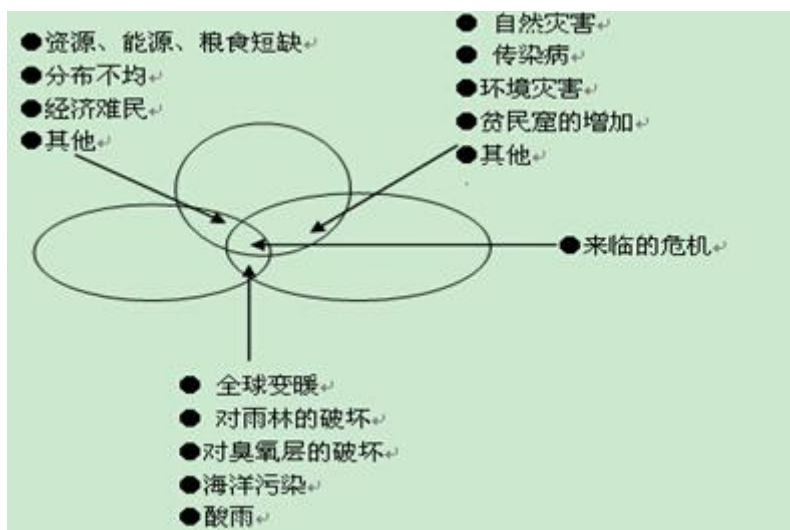 ●资源、能源、粮食短缺↵
●分布不均↵
●经济难民↵
●其他↵
● 自然灾害
● 传染病↵
●环境灾害↵
●贫民窟的增加↵
●其他↵
●来临的危机↵
● 全球变暖↵
● 对雨林的破坏↵
●对臭氧层的破坏↵
●海洋污染↵
●酸雨↵